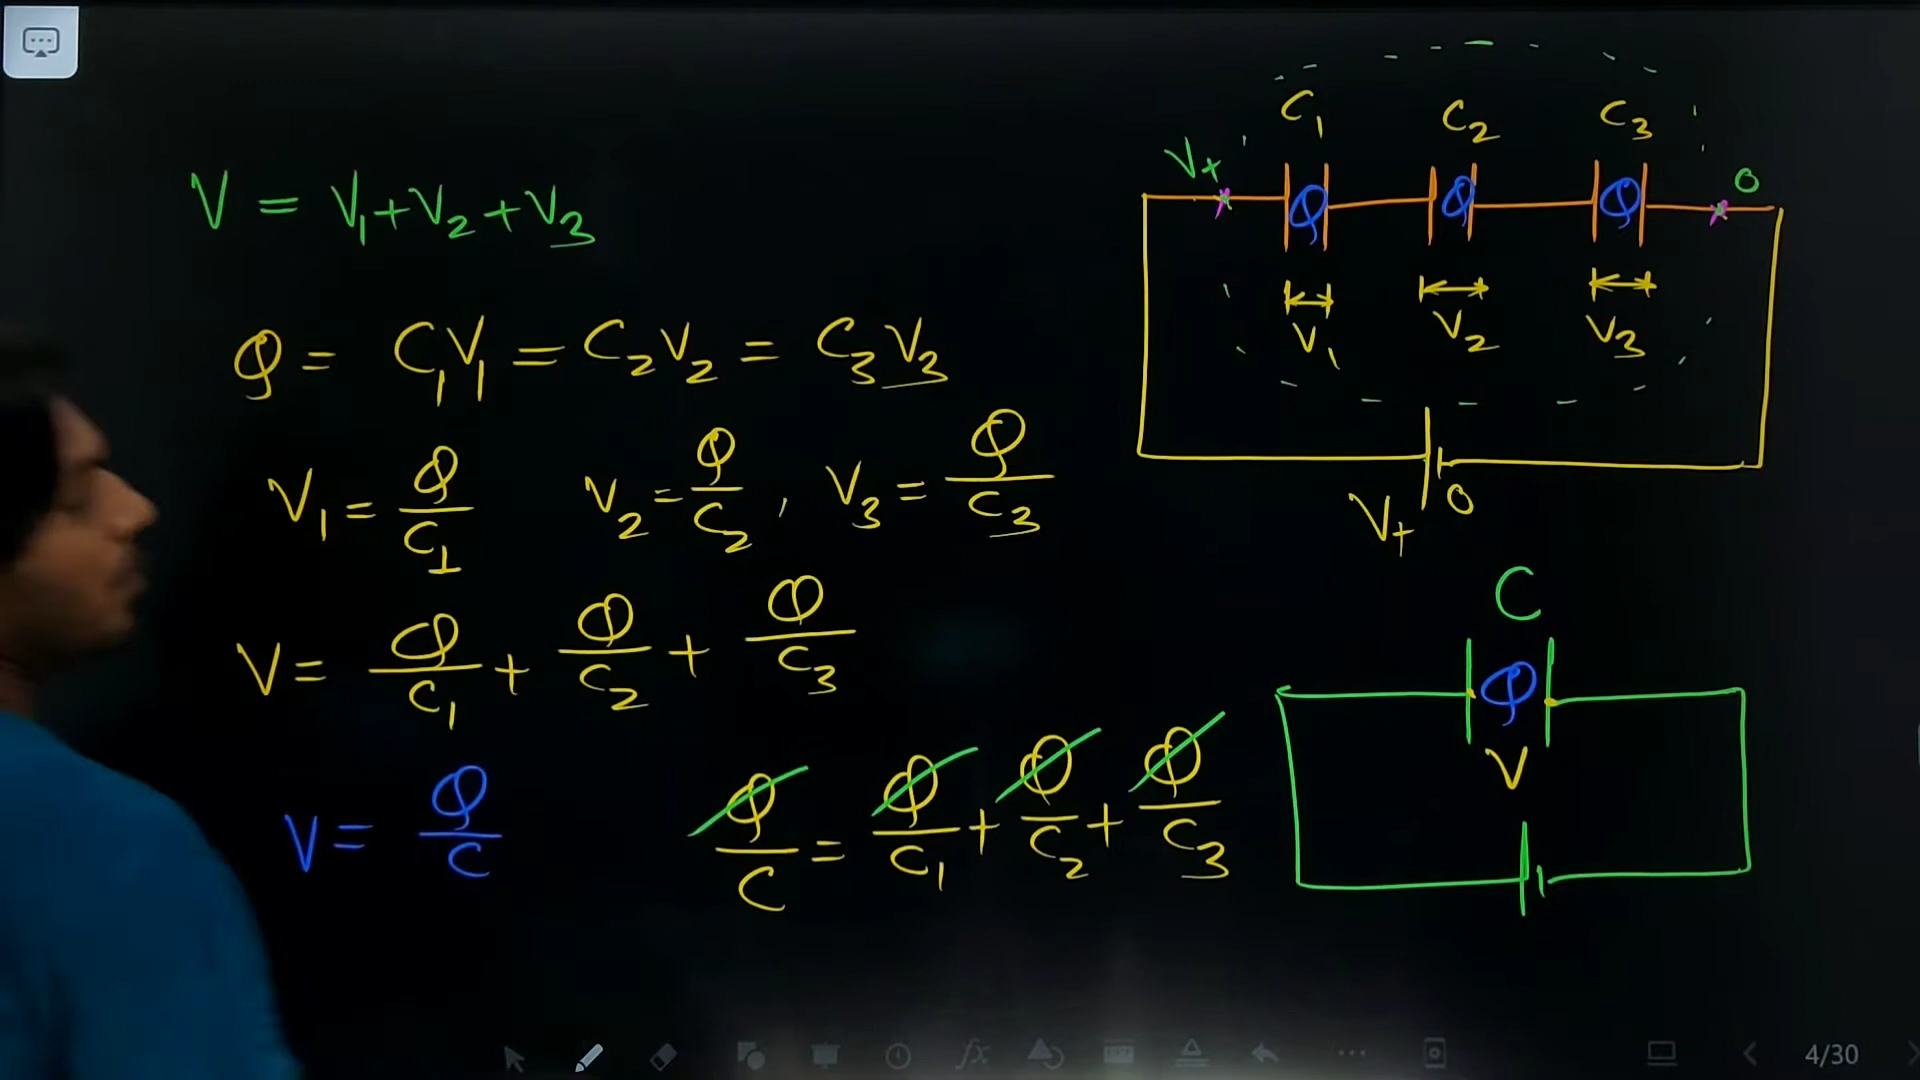 V = V₁+V₂+V₃
Q = C₁V₁ = C₂V₂ = C₃V₃
V₁ = Q/C₁ V₂ = Q/C₂ , V₃ = Q/C₃
V = Q/C₁ + Q/C₂ + Q/C₃
V = Q/C
Q/C = Q/C₁ + Q/C₂ + Q/C₃
C₁ C₂ C₃
V+ Q Q Q 0
V₁ V₂ V₃
V+ 0
C
Q
V
fx
4/30